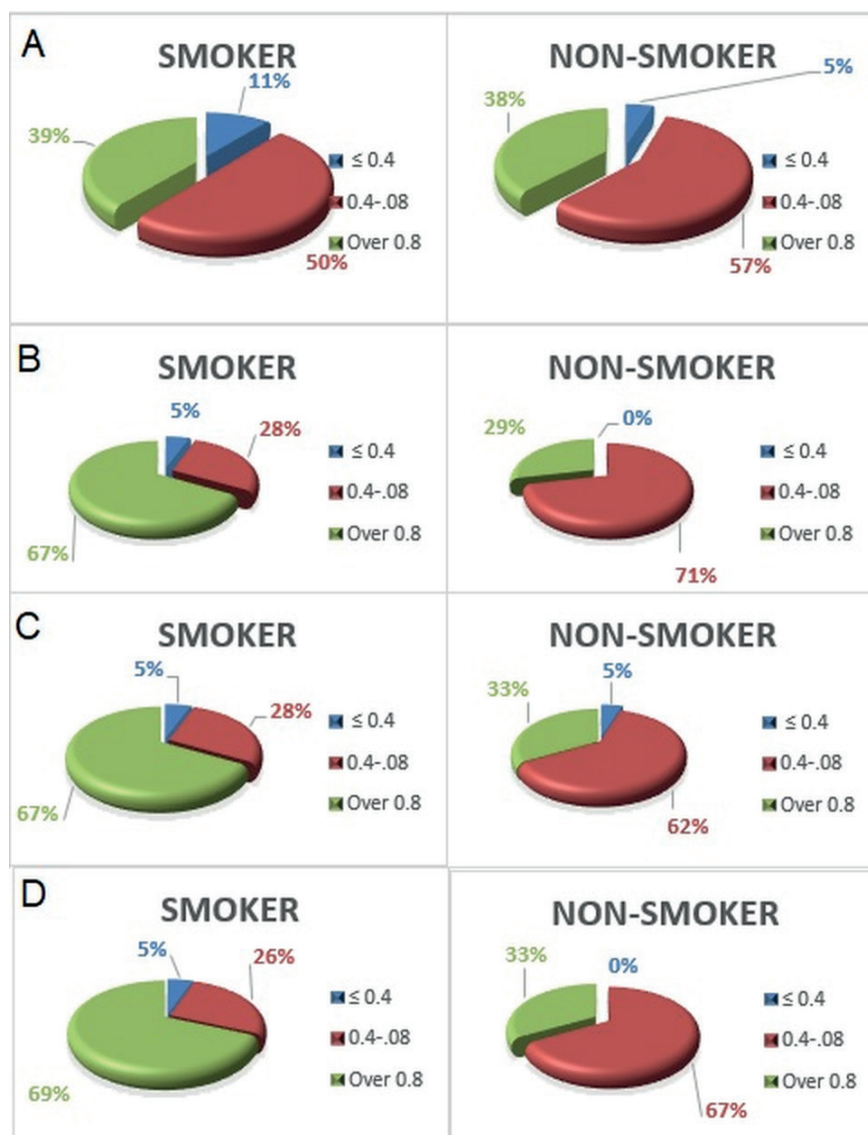 A
SMOKER
11%
39%
50%
≤ 0.4
0.4-.08
Over 0.8
NON-SMOKER
5%
38%
57%
≤ 0.4
0.4-.08
Over 0.8
B
SMOKER
5%
28%
67%
≤ 0.4
0.4-.08
Over 0.8
NON-SMOKER
0%
29%
71%
≤ 0.4
0.4-.08
Over 0.8
C
SMOKER
5%
28%
67%
≤ 0.4
0.4-.08
Over 0.8
NON-SMOKER
5%
33%
62%
≤ 0.4
0.4-.08
Over 0.8
D
SMOKER
5%
26%
69%
≤ 0.4
0.4-.08
Over 0.8
NON-SMOKER
0%
33%
67%
≤ 0.4
0.4-.08
Over 0.8